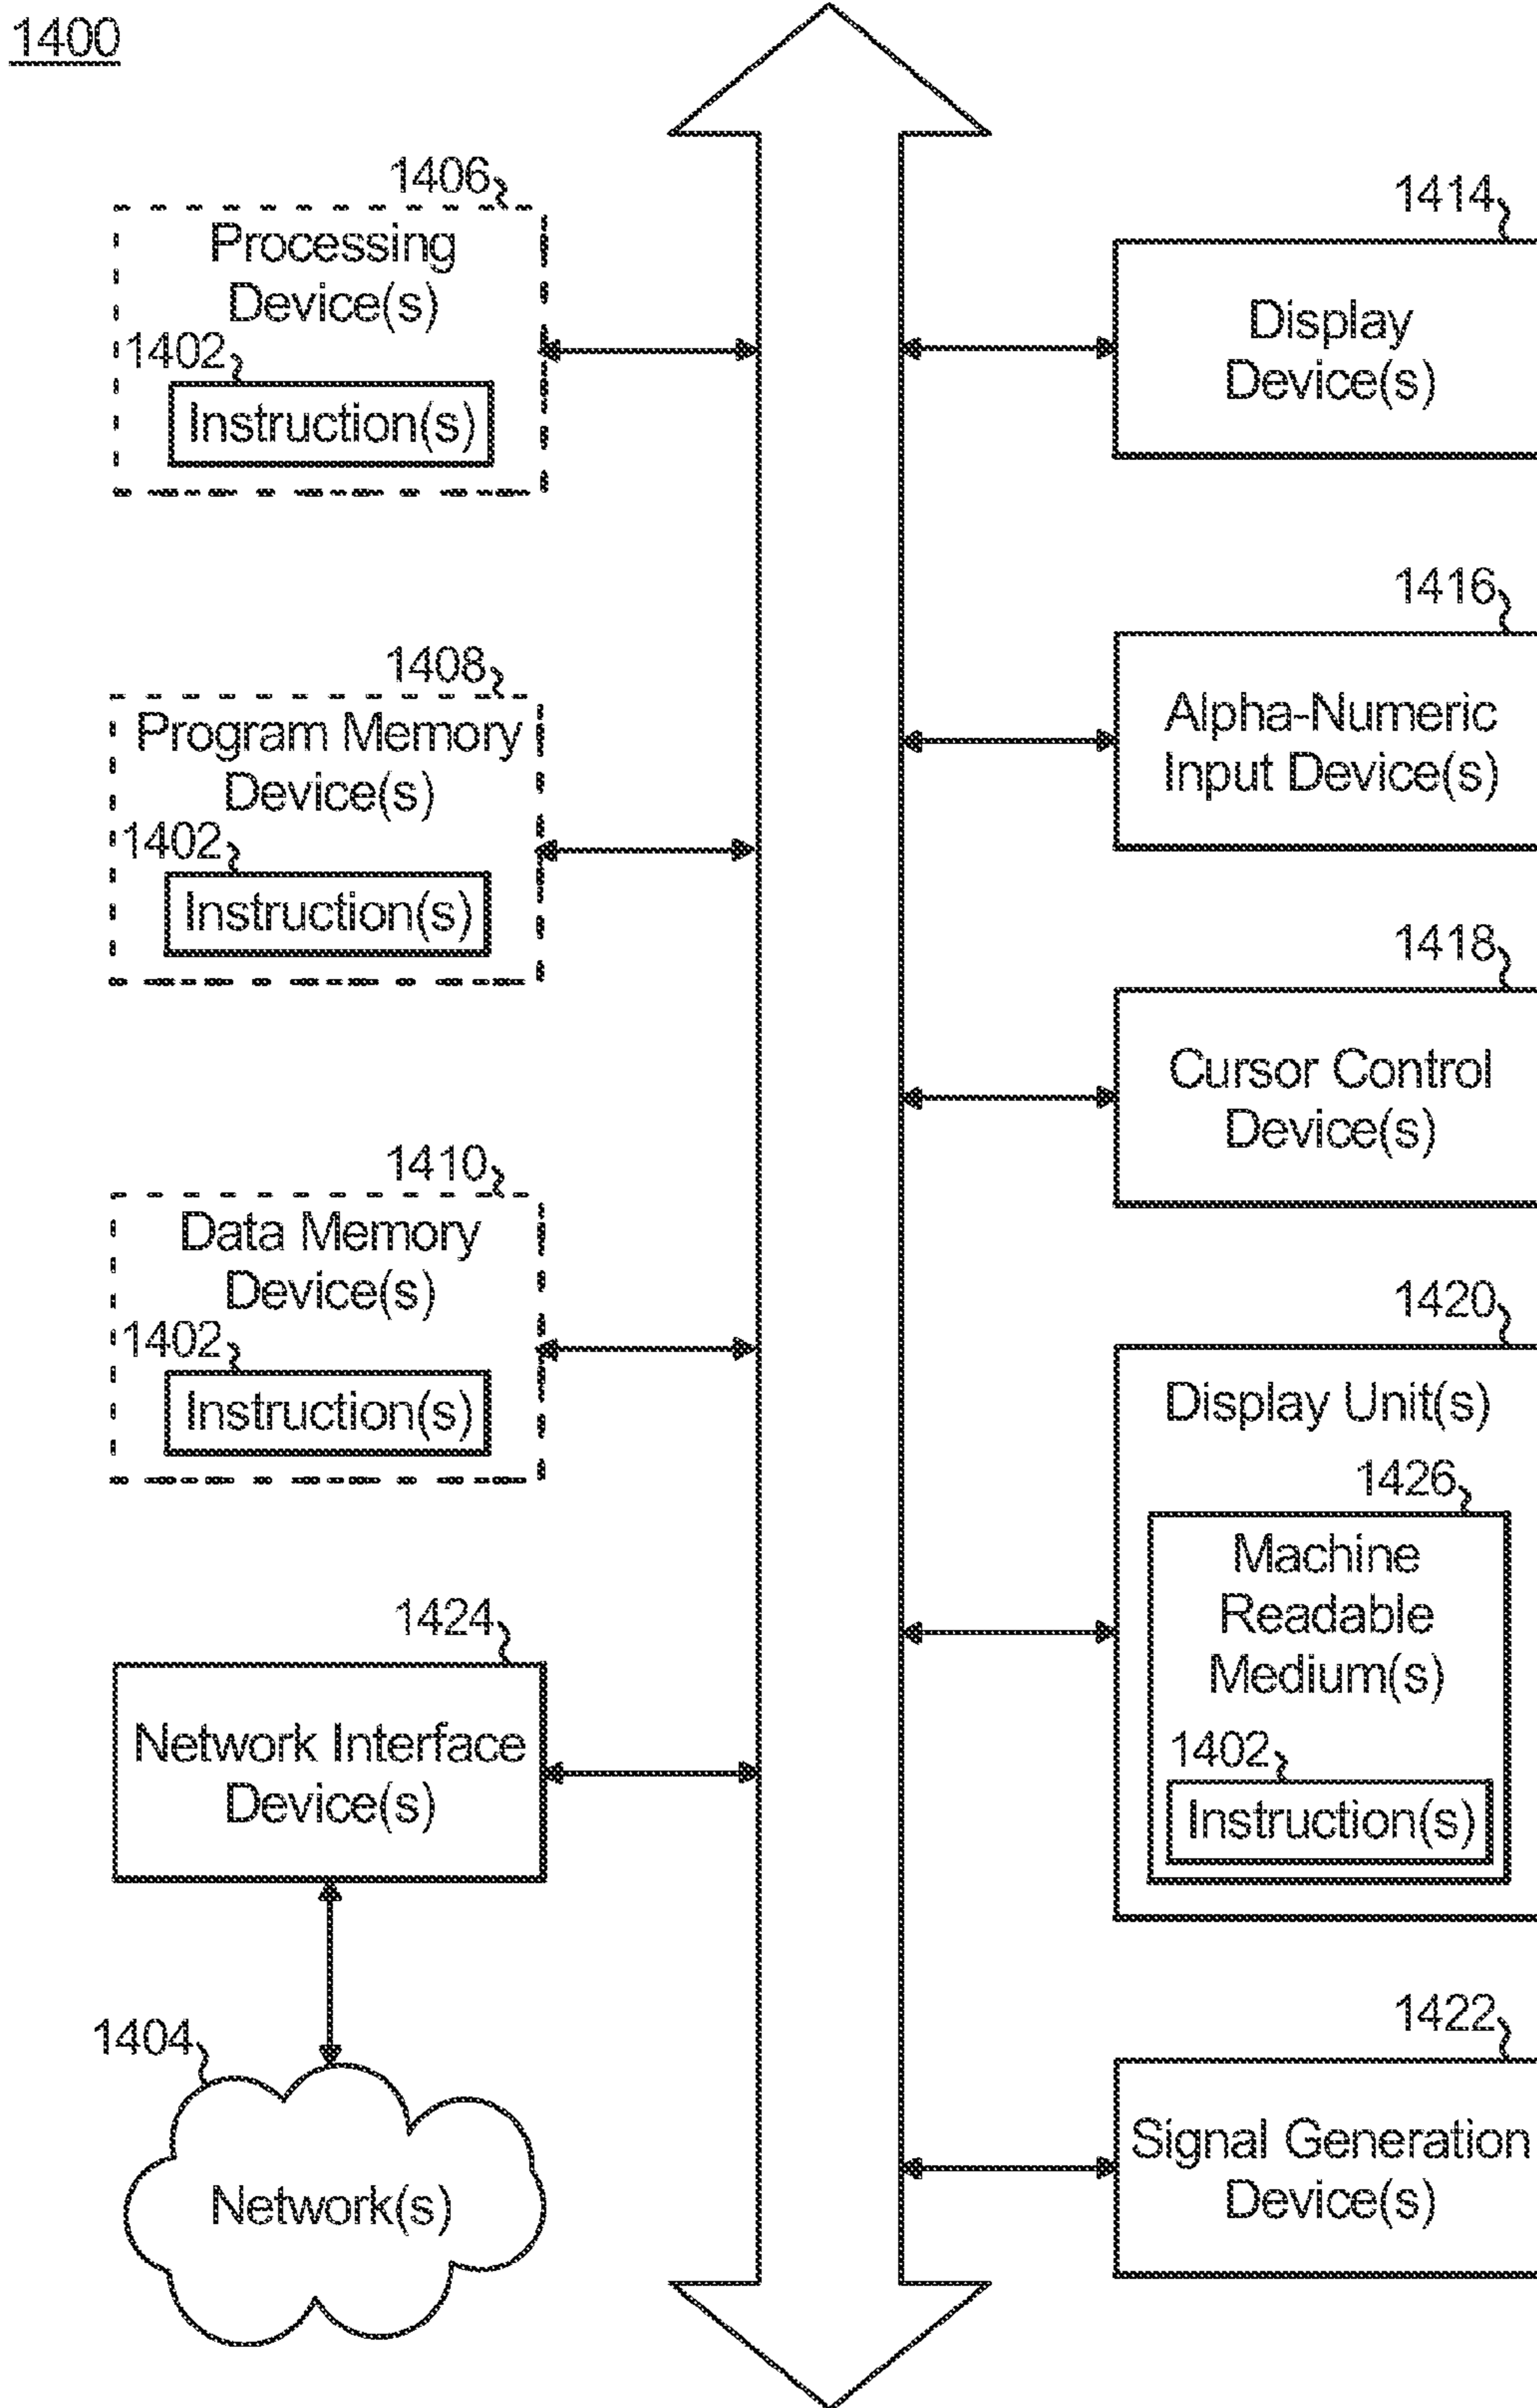 1400
1406
Processing
Device(s)
1402
Instruction(s)
1408
Program Memory
Device(s)
1402
Instruction(s)
1410
Data Memory
Device(s)
1402
Instruction(s)
1424
Network Interface
Device(s)
1404
Network(s)
1414
Display
Device(s)
1416
Alpha-Numeric
Input Device(s)
1418
Cursor Control
Device(s)
1420
Display Unit(s)
1426
Machine
Readable
Medium(s)
1402
Instruction(s)
1422
Signal Generation
Device(s)